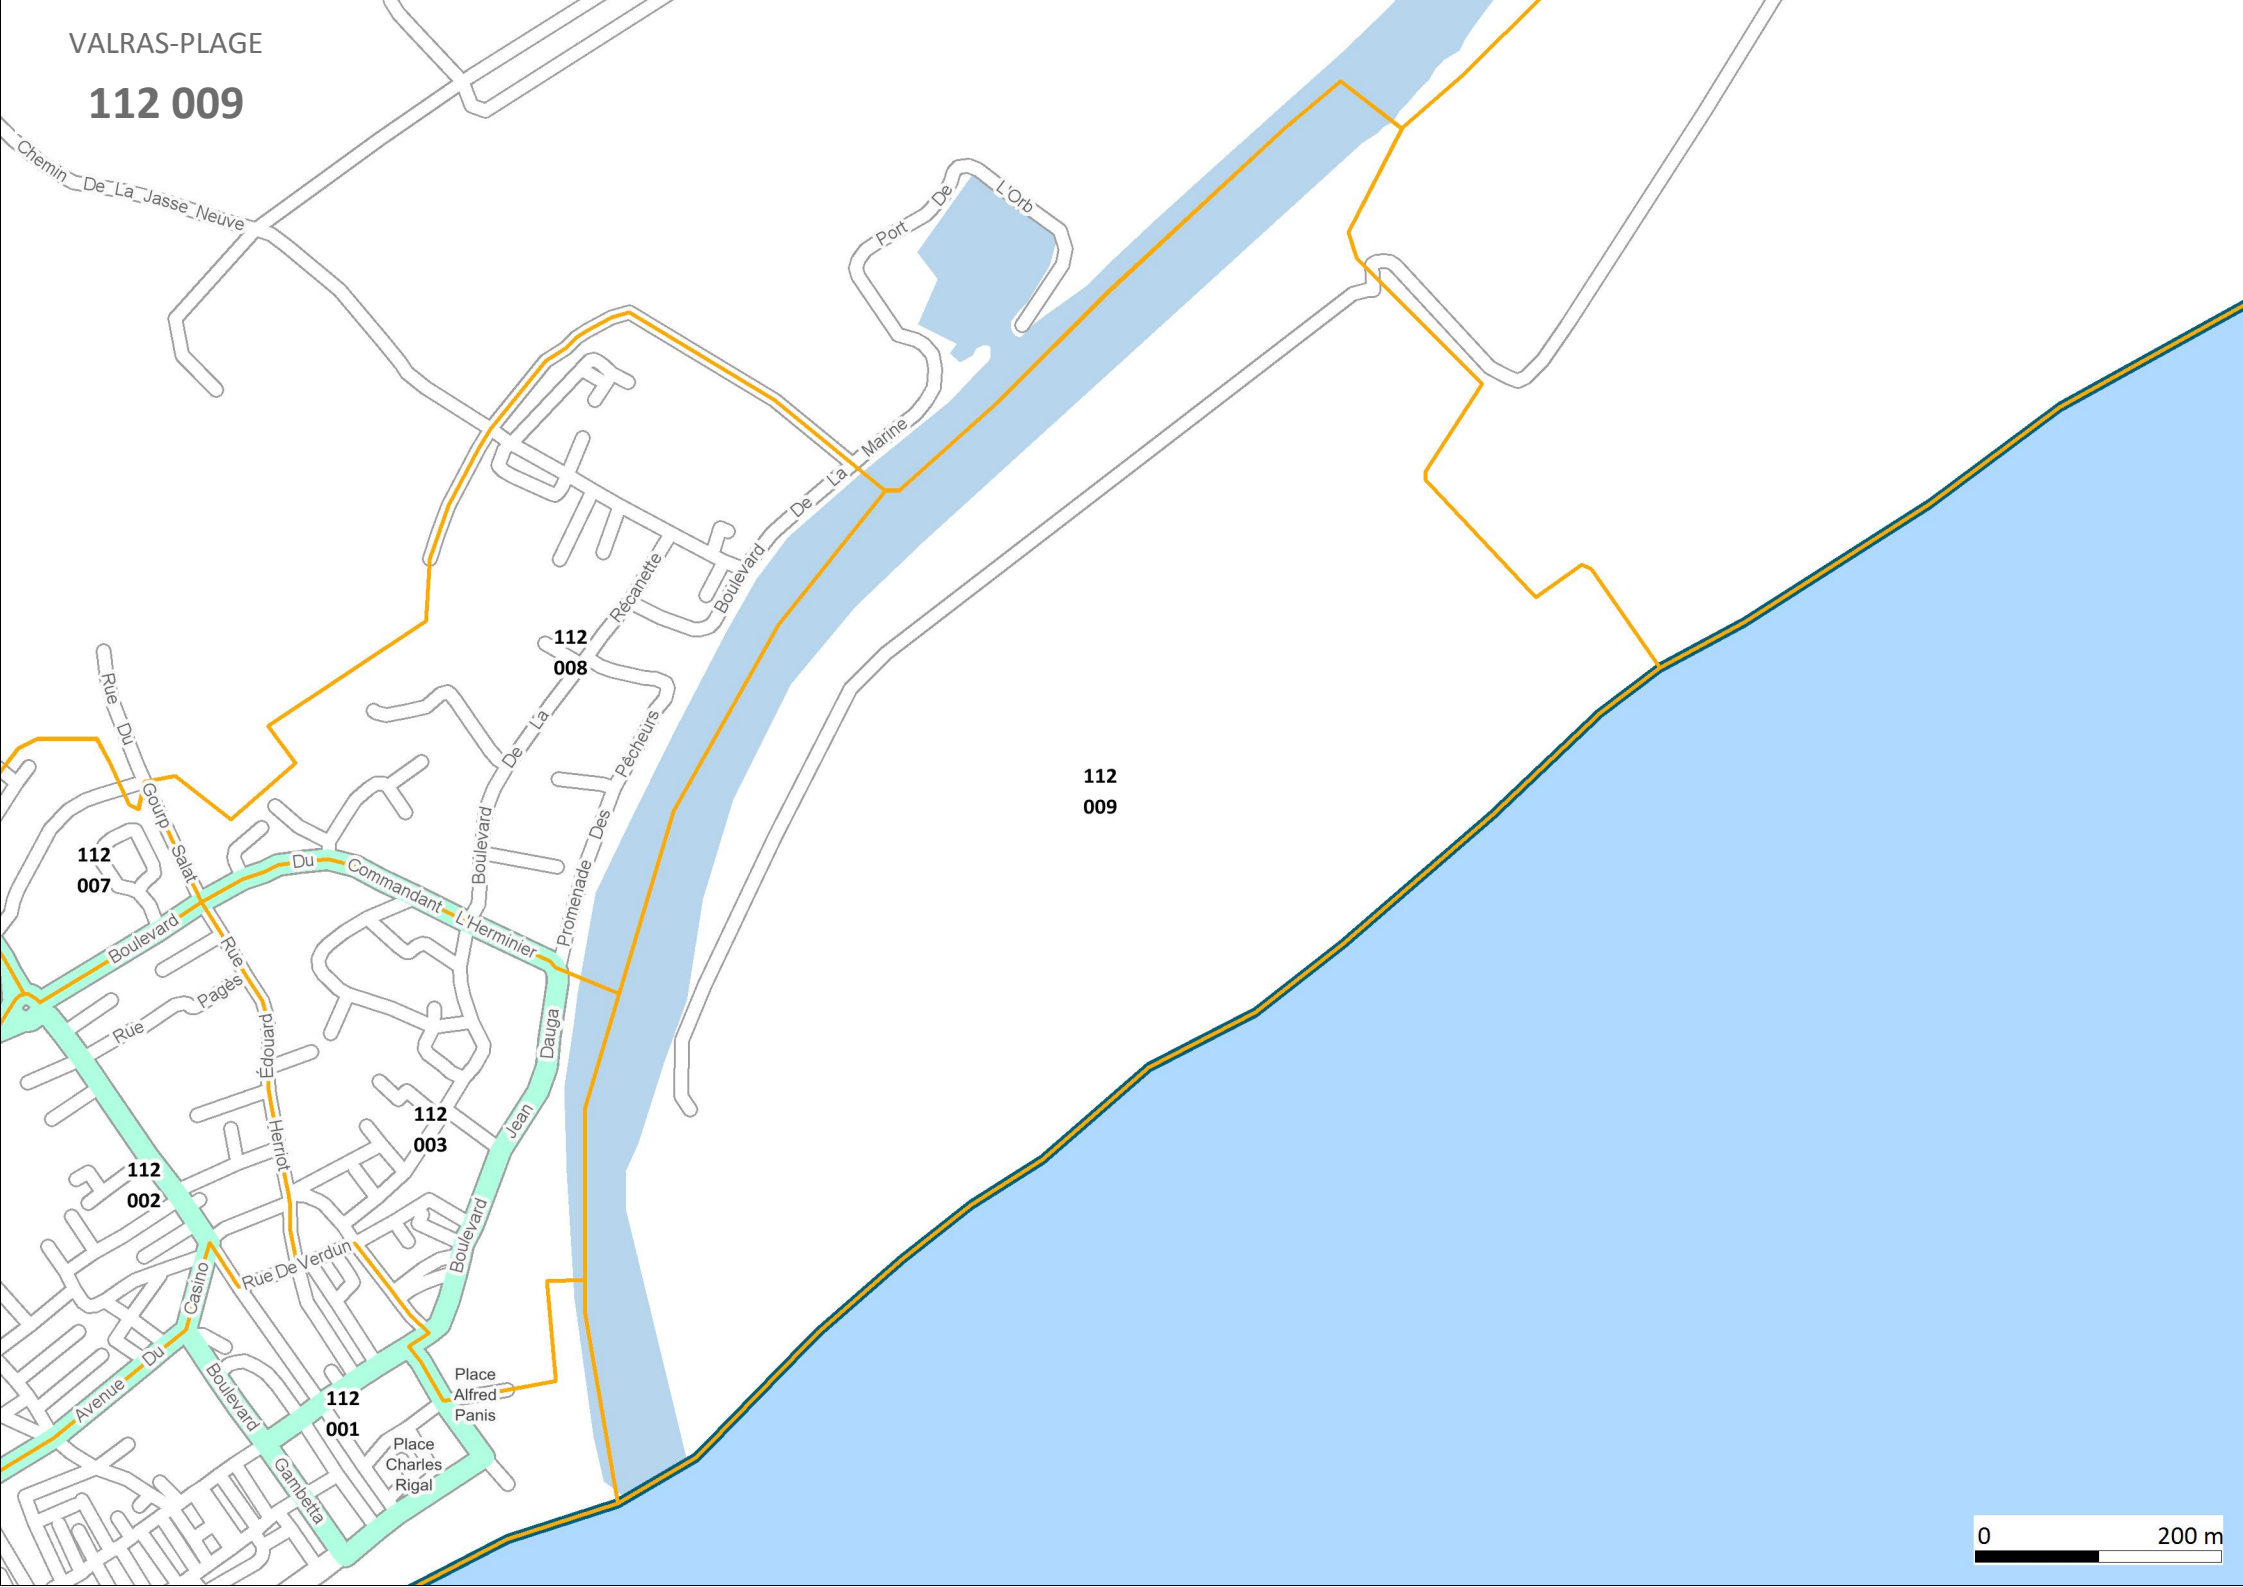 VALRAS-PLAGE
112 009
Chemin De La Jasse Neuve
Port De L'Orb
Boulevard De La Marine
Boulevard De La Récanette
112
008
Promenade Des Pêcheurs
Rue Du Gourp Salat
112
007
Boulevard Du Commandant L'Herminier
112
009
Rue Pagès
Rue Édouard Herriot
Boulevard Jean Dauga
112
003
112
002
Rue De Verdun
Avenue Du Casino
Boulevard Gambetta
112
001
Place
Alfred
Panis
Place
Charles
Rigal
0 200 m